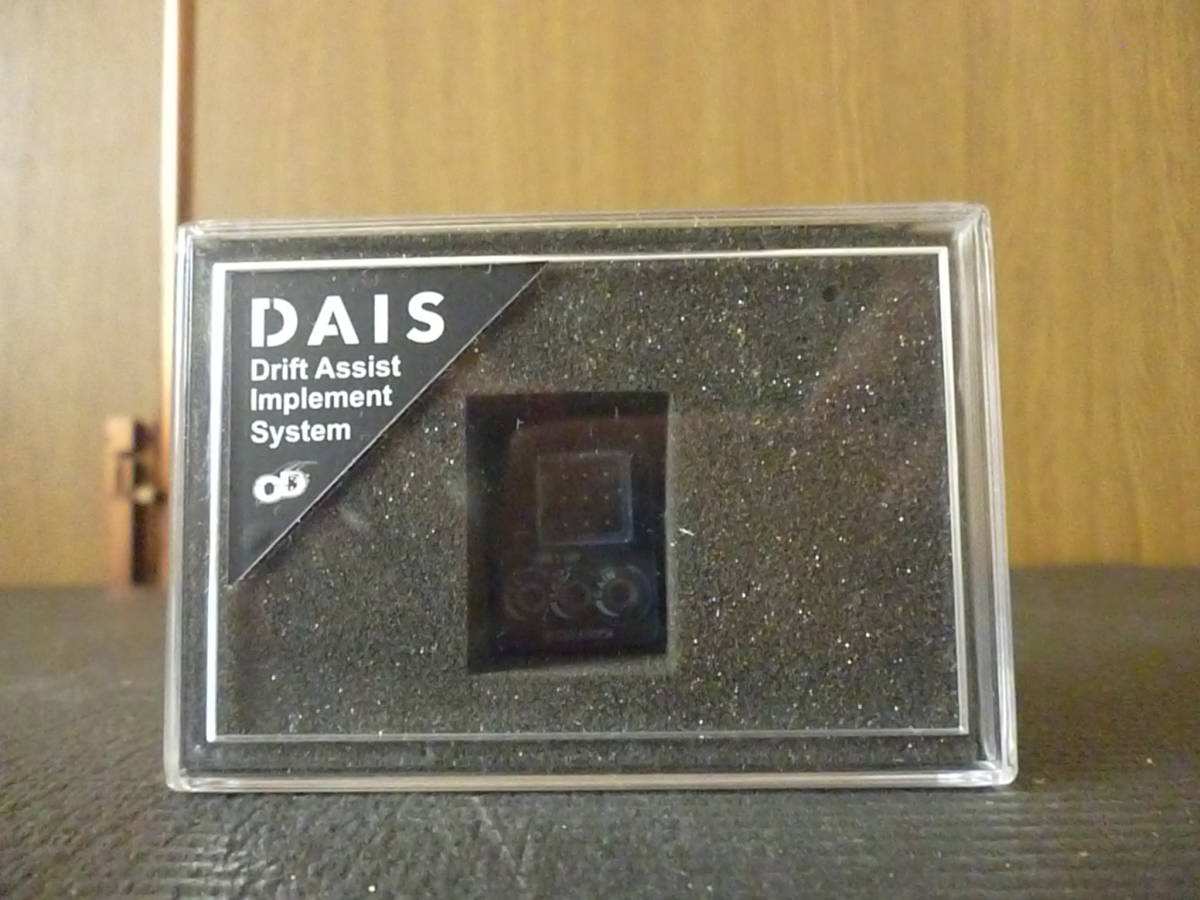 DAIS
Drift Assist
Implement
System